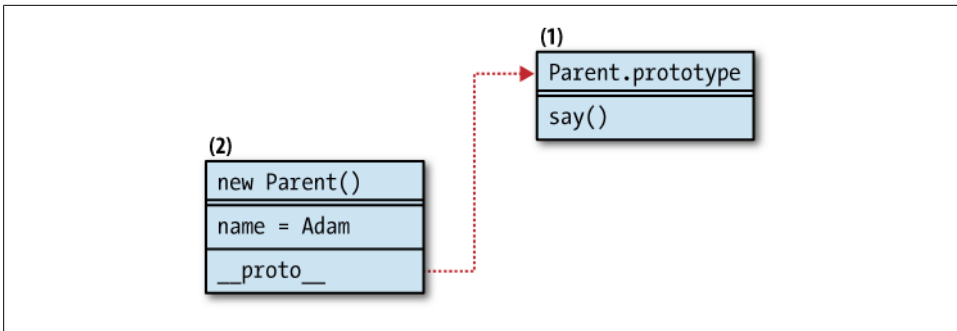 (1)
Parent.prototype
say()
(2)
new Parent()
name = Adam
__proto__